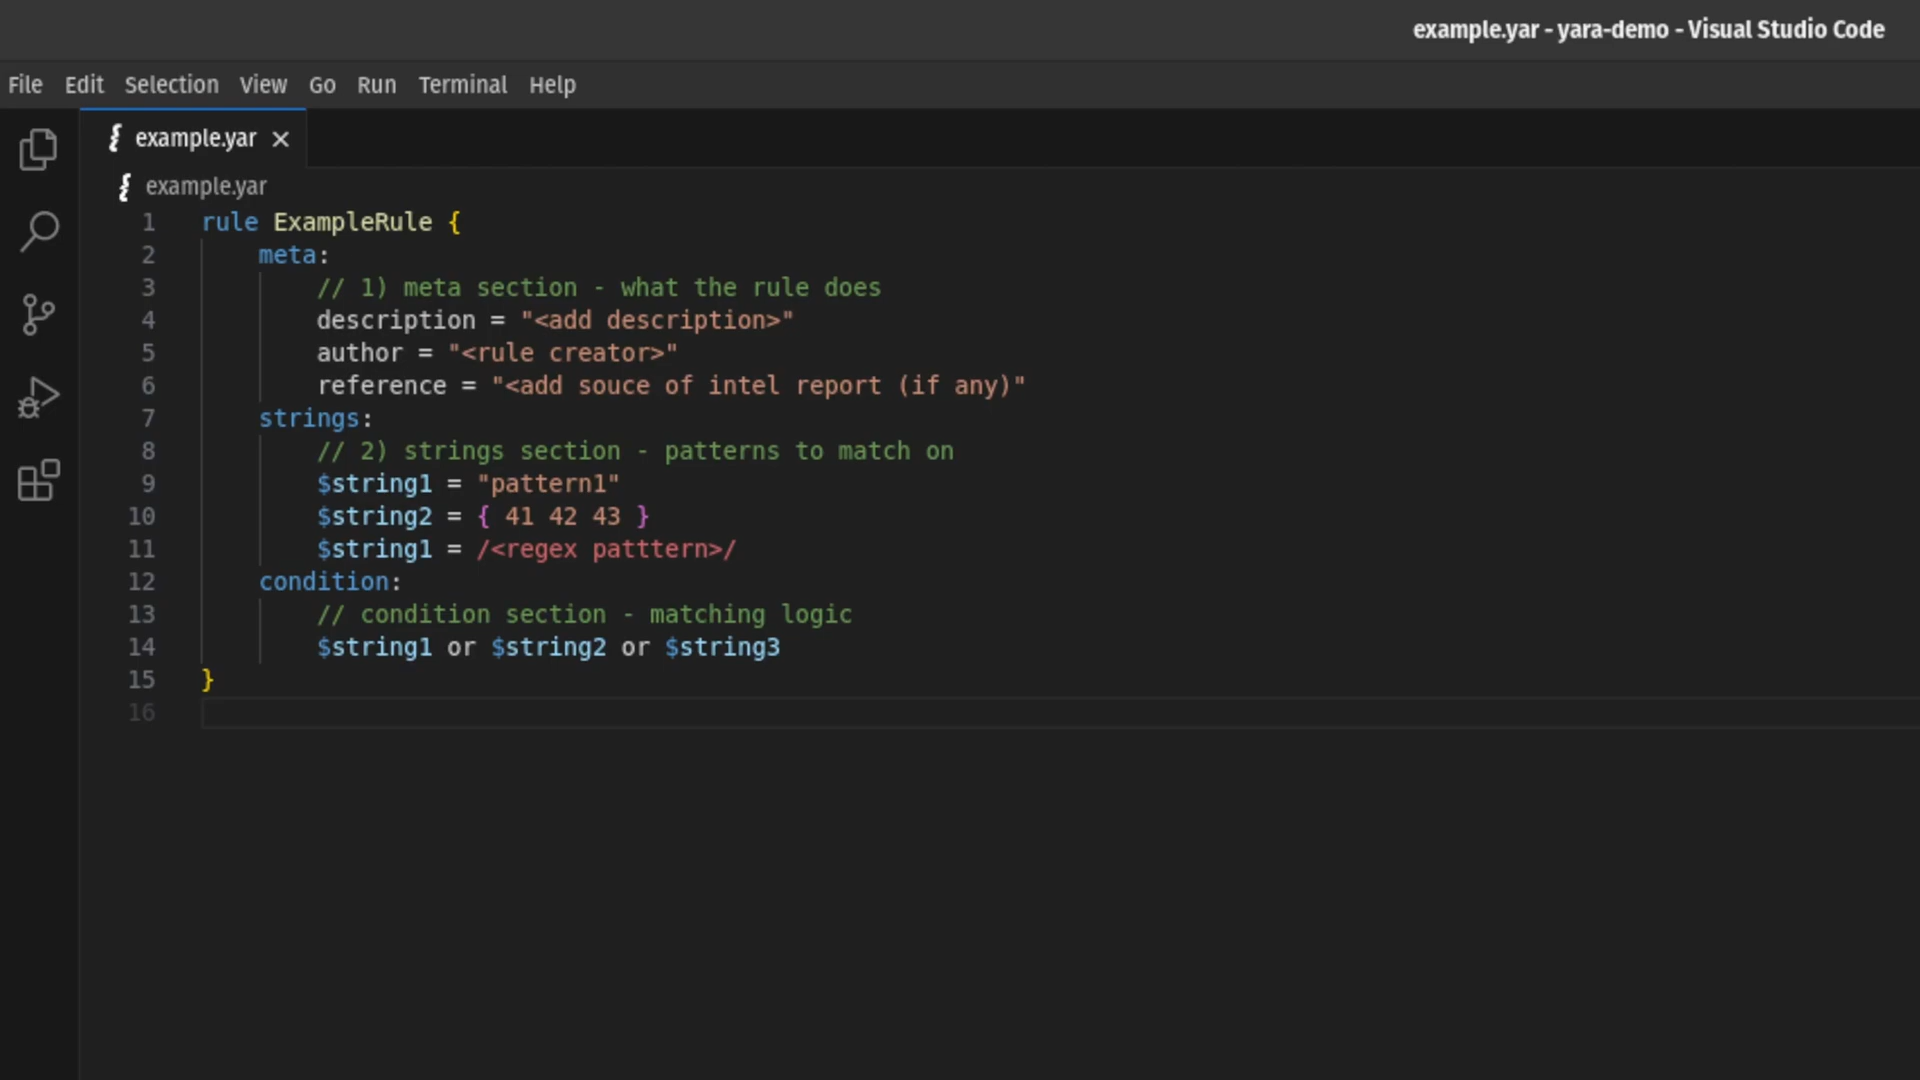 example.yar - yara-demo - Visual Studio Code
File Edit Selection View Go Run Terminal Help
example.yar
example.yar
1 rule ExampleRule {
2 meta:
3 // 1) meta section - what the rule does
4 description = "<add description>"
5 author = "<rule creator>"
6 reference = "<add souce of intel report (if any)"
7 strings:
8 // 2) strings section - patterns to match on
9 $string1 = "pattern1"
10 $string2 = { 41 42 43 }
11 $string1 = /<regex patttern>/
12 condition:
13 // condition section - matching logic
14 $string1 or $string2 or $string3
15 }
16